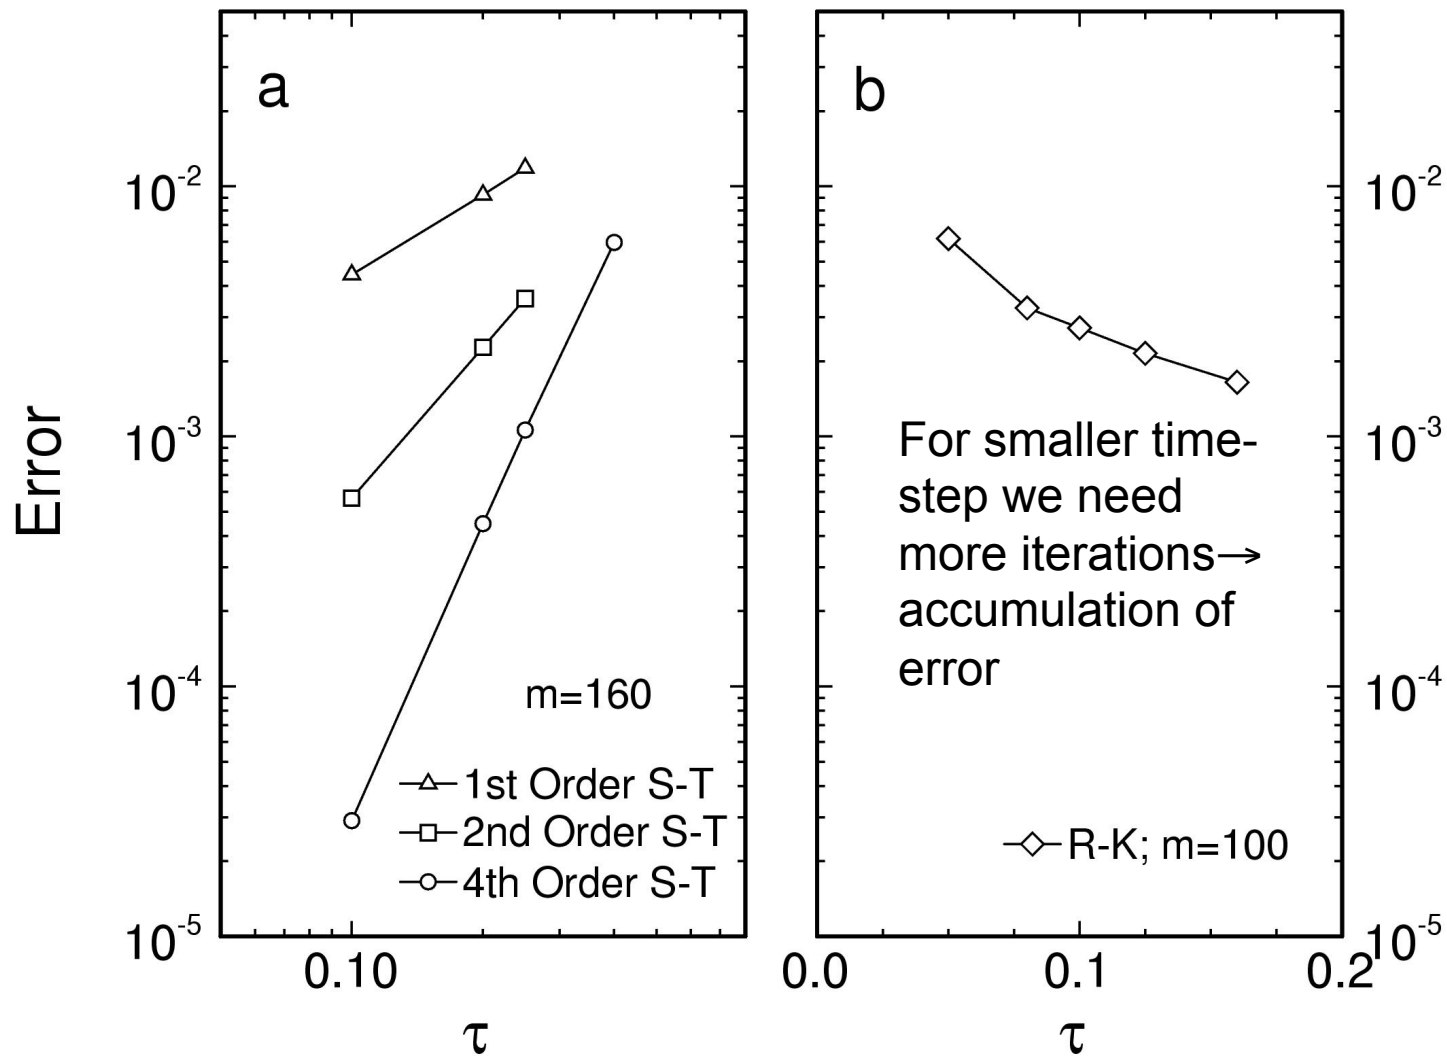 a
b
10⁻²
10⁻³
10⁻⁴
10⁻⁵
Error
m=160
1st Order S-T
2nd Order S-T
4th Order S-T
0.10
τ
For smaller time-
step we need
more iterations→
accumulation of
error
R-K; m=100
10⁻²
10⁻³
10⁻⁴
10⁻⁵
0.0
0.1
0.2
τ